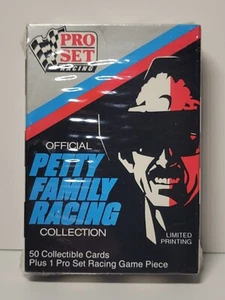 PRO
SET
RACING
OFFICIAL
PETTY
FAMILY
RACING
COLLECTION
LIMITED
PRINTING
50 Collectible Cards
Plus 1 Pro Set Racing Game Piece